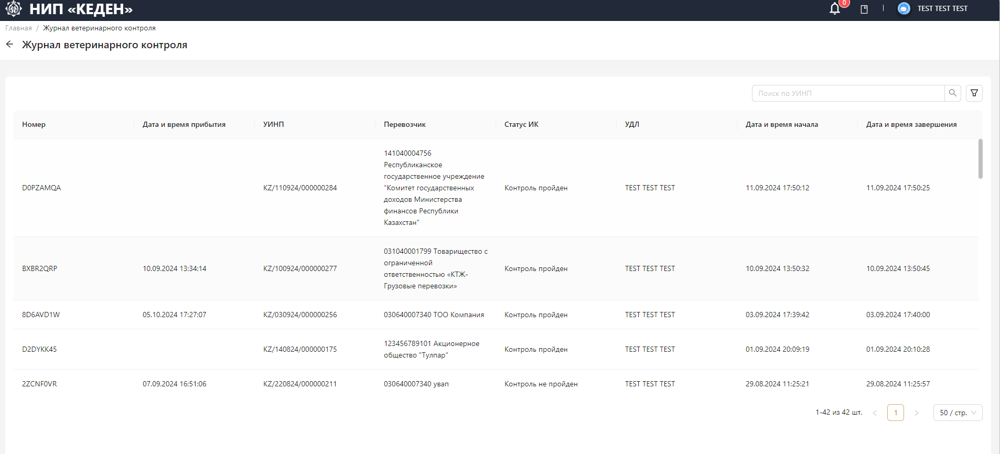 НИП «КЕДЕН»
0
TEST TEST TEST
Главная / Журнал ветеринарного контроля
Журнал ветеринарного контроля
Поиск по УИНП
Номер
Дата и время прибытия
УИНП
Перевозчик
Статус ИК
УДЛ
Дата и время начала
Дата и время завершения
D0PZAMQA
KZ/110924/000000284
141040004756
Республиканское
государственное учреждение
"Комитет государственных
доходов Министерства
финансов Республики
Казахстан"
Контроль пройден
TEST TEST TEST
11.09.2024 17:50:12
11.09.2024 17:50:25
BXBR2QRP
10.09.2024 13:34:14
KZ/100924/000000277
031040001799 Товарищество с
ограниченной
ответственностью «КТЖ-
Грузовые перевозки»
Контроль пройден
TEST TEST TEST
10.09.2024 13:50:32
10.09.2024 13:50:45
8D6AVD1W
05.10.2024 17:27:07
KZ/030924/000000256
030640007340 ТОО Компания
Контроль пройден
TEST TEST TEST
03.09.2024 17:39:42
03.09.2024 17:40:00
D2DYKK45
KZ/140824/000000175
123456789101 Акционерное
общество "Тулпар"
Контроль пройден
TEST TEST TEST
01.09.2024 20:09:19
01.09.2024 20:10:28
2ZCNF0VR
07.09.2024 16:51:06
KZ/220824/000000211
030640007340 увап
Контроль не пройден
TEST TEST TEST
29.08.2024 11:25:21
29.08.2024 11:25:57
1-42 из 42 шт.
1
50 / стр.